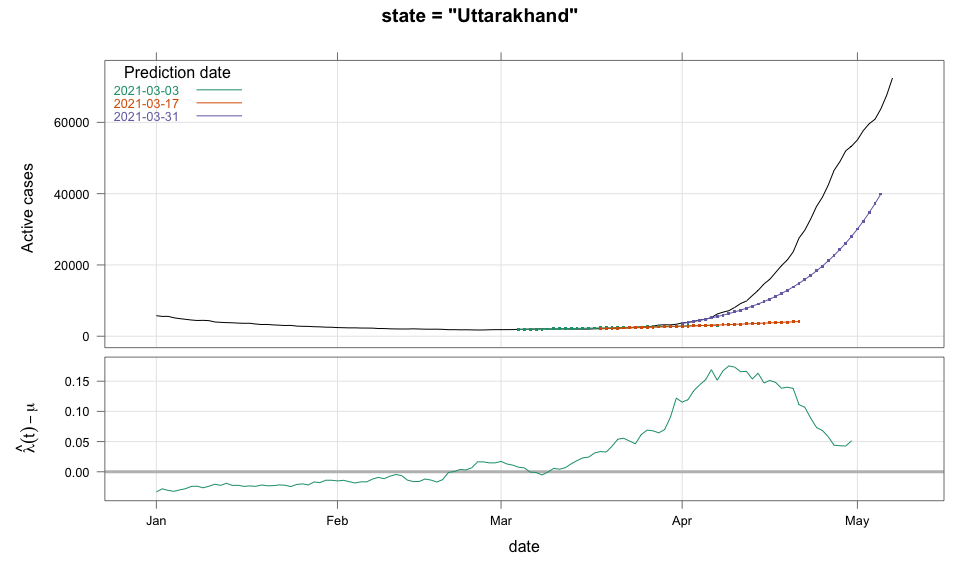 state = "Uttarakhand"
Prediction date
2021-03-03
2021-03-17
2021-03-31
Active cases
60000
40000
20000
0
λ̂(t) − μ
0.15
0.10
0.05
0.00
Jan Feb Mar Apr May
date